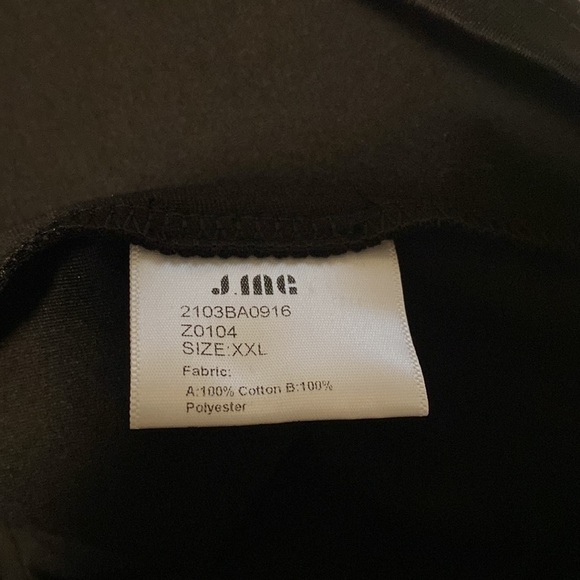 J.ING
2103BA0916
Z0104
SIZE:XXL
Fabric:
A:100% Cotton B:100%
Polyester